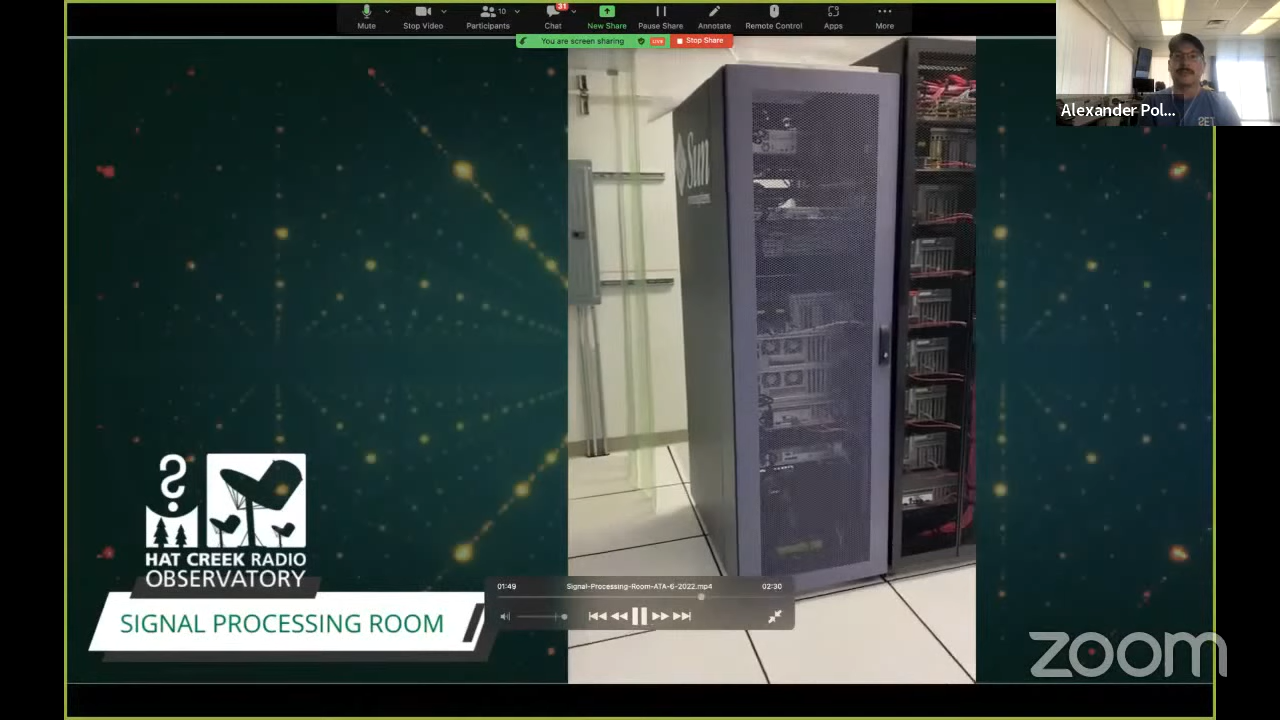 31
10
Mute
Stop Video
Participants
Chat
New Share
Pause Share
Annotate
Remote Control
Apps
More
You are screen sharing
LIVE
Stop Share
Alexander Pol...
Sun
HAT CREEK RADIO
OBSERVATORY
SIGNAL PROCESSING ROOM
01:49
Signal-Processing-Room-ATA-6-2022.mp4
02:30
zoom